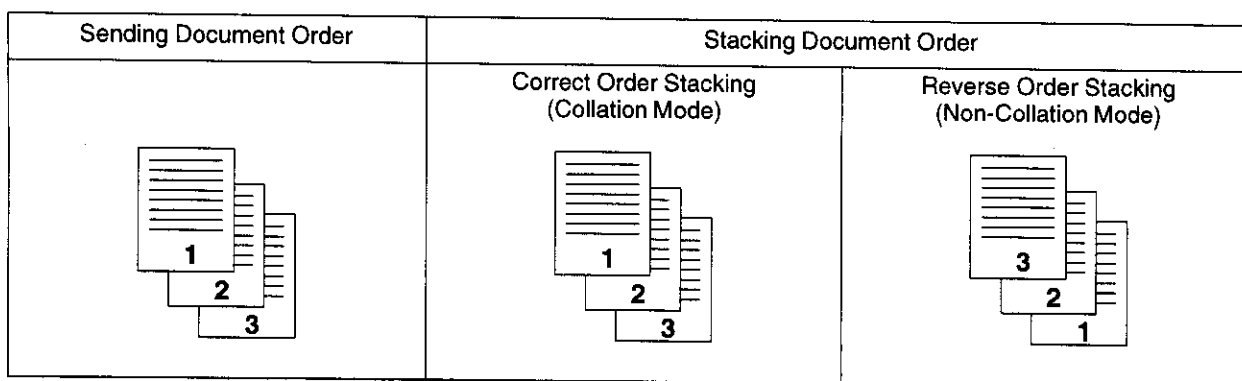 Sending Document Order
Stacking Document Order
Correct Order Stacking
(Collation Mode)
Reverse Order Stacking
(Non-Collation Mode)
1
2
3
1
2
3
3
2
1